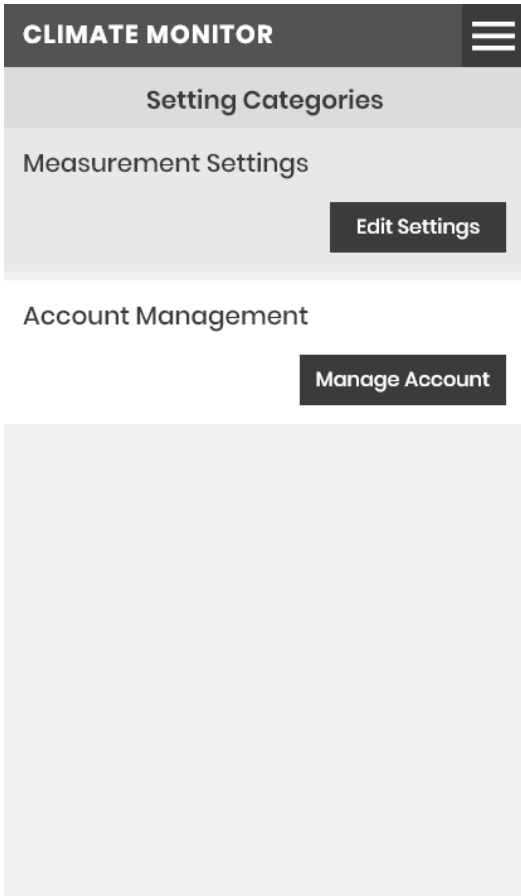 CLIMATE MONITOR
Setting Categories
Measurement Settings
Edit Settings
Account Management
Manage Account